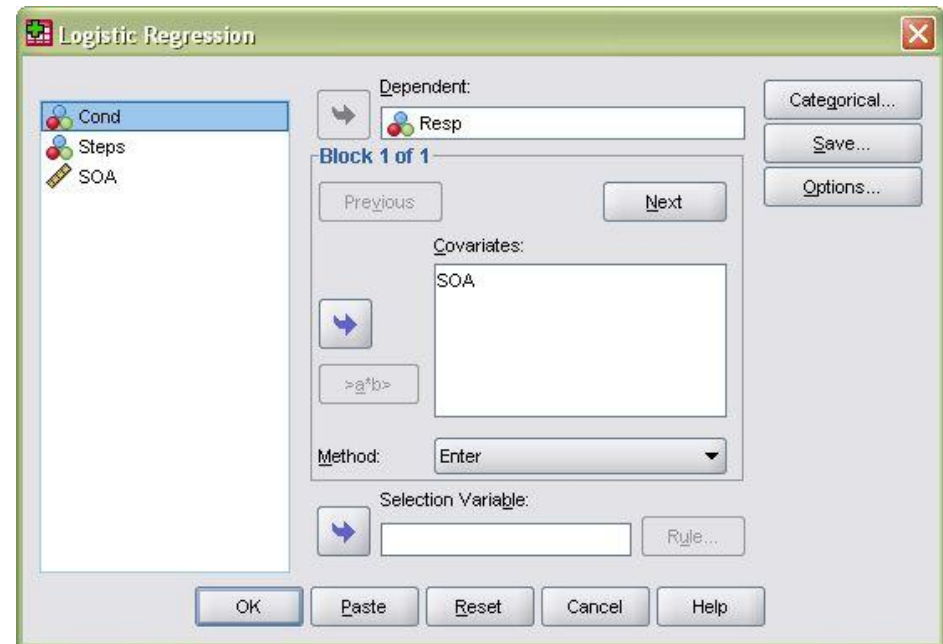 Logistic Regression
Cond
Steps
SOA
Dependent:
Resp
Block 1 of 1
Previous
Next
Covariates:
SOA
>a*b>
Method:
Enter
Selection Variable:
Rule...
Categorical...
Save...
Options...
OK
Paste
Reset
Cancel
Help